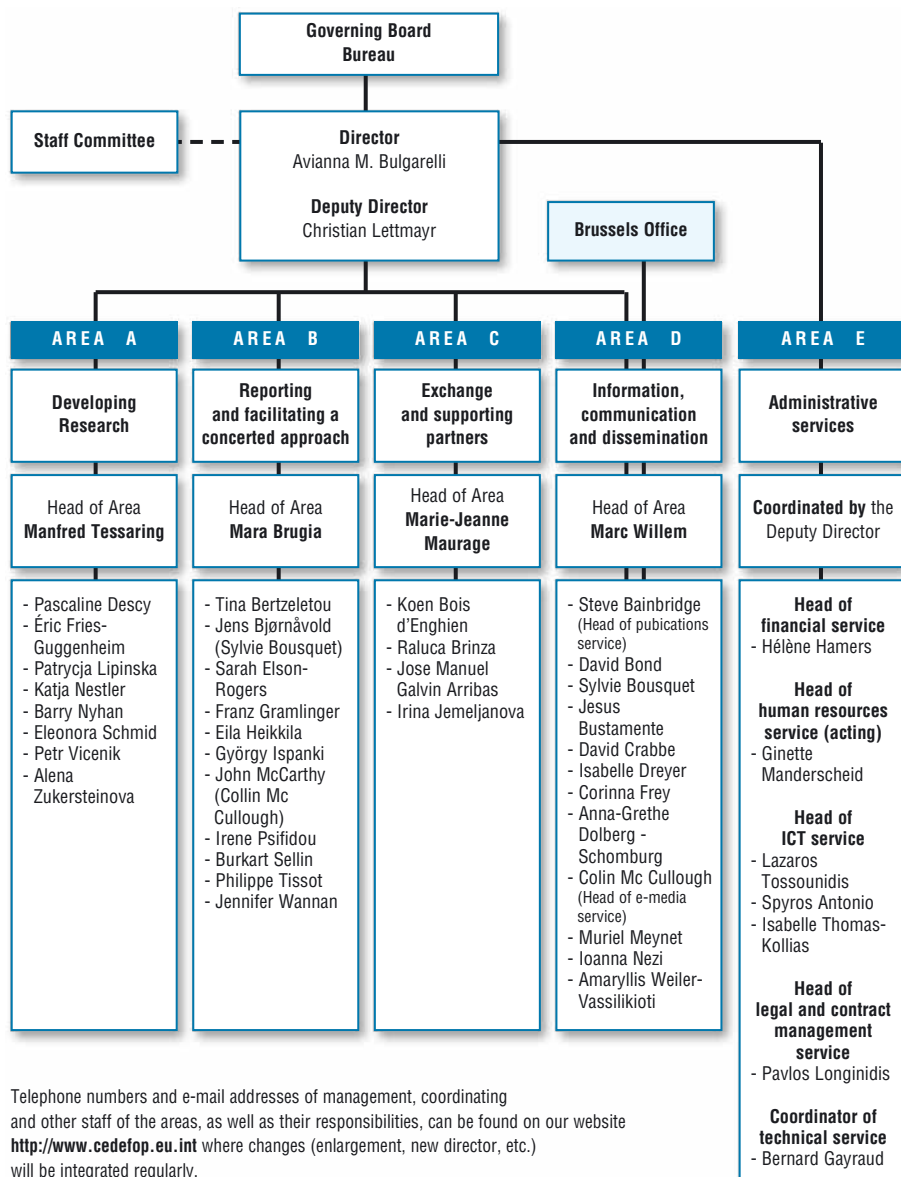 Governing Board
Bureau
Staff Committee
Director
Avianna M. Bulgarelli
Deputy Director
Christian Lettmayr
Brussels Office
AREA A
Developing
Research
Head of Area
Manfred Tessaring
- Pascaline Descy
- Éric Fries-
Guggenheim
- Patrycja Lipinska
- Katja Nestler
- Barry Nyhan
- Eleonora Schmid
- Petr Vicenik
- Alena
Zukersteinova
AREA B
Reporting
and facilitating a
concerted approach
Head of Area
Mara Brugia
- Tina Bertzeletou
- Jens Bjørnåvold
(Sylvie Bousquet)
- Sarah Elson-
Rogers
- Franz Gramlinger
- Eila Heikkila
- György Ispanki
- John McCarthy
(Collin Mc
Cullough)
- Irene Psifidou
- Burkart Sellin
- Philippe Tissot
- Jennifer Wannan
AREA C
Exchange
and supporting
partners
Head of Area
Marie-Jeanne
Maurage
- Koen Bois
d'Enghien
- Raluca Brinza
- Jose Manuel
Galvin Arribas
- Irina Jemeljanova
AREA D
Information,
communication
and dissemination
Head of Area
Marc Willem
- Steve Bainbridge
(Head of pubications
service)
- David Bond
- Sylvie Bousquet
- Jesus
Bustamente
- David Crabbe
- Isabelle Dreyer
- Corinna Frey
- Anna-Grethe
Dolberg -
Schomburg
- Colin Mc Cullough
(Head of e-media
service)
- Muriel Meynet
- Ioanna Nezi
- Amaryllis Weiler-
Vassilikioti
AREA E
Administrative
services
Coordinated by the
Deputy Director
Head of
financial service
- Hélène Hamers
Head of
human resources
service (acting)
- Ginette
Manderscheid
Head of
ICT service
- Lazaros
Tossounidis
- Spyros Antonio
- Isabelle Thomas-
Kollias
Head of
legal and contract
management
service
- Pavlos Longinidis
Coordinator of
technical service
- Bernard Gayraud
Telephone numbers and e-mail addresses of management, coordinating
and other staff of the areas, as well as their responsibilities, can be found on our website
http://www.cedefop.eu.int where changes (enlargement, new director, etc.)
will be integrated regularly.